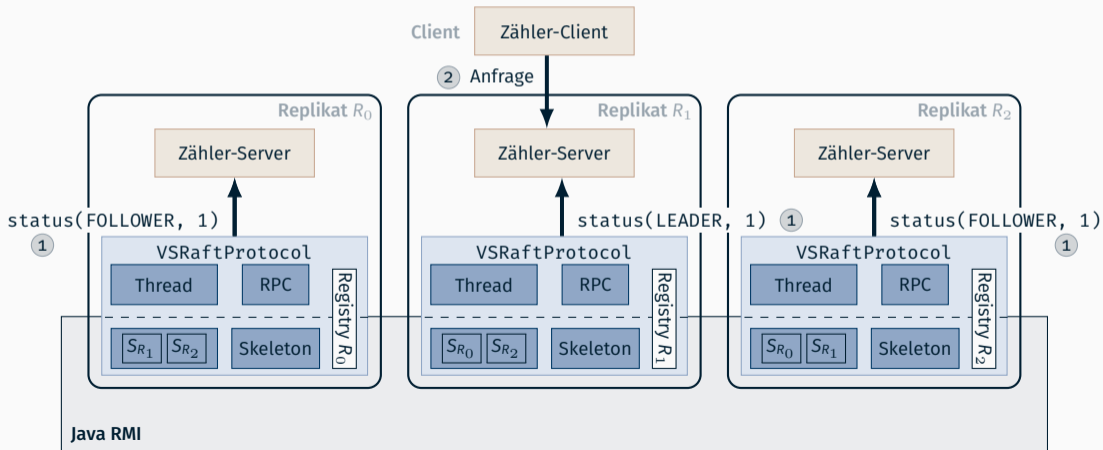 Client
Zähler-Client
2 Anfrage
Replikat R0
Replikat R1
Replikat R2
Zähler-Server
Zähler-Server
Zähler-Server
status(FOLLOWER, 1)
1
status(LEADER, 1) 1
status(FOLLOWER, 1)
1
VSRaftProtocol
VSRaftProtocol
VSRaftProtocol
Thread
RPC
Registry R0
Thread
RPC
Registry R1
Thread
RPC
Registry R2
SR1 SR2
Skeleton
SR0 SR2
Skeleton
SR0 SR1
Skeleton
Java RMI